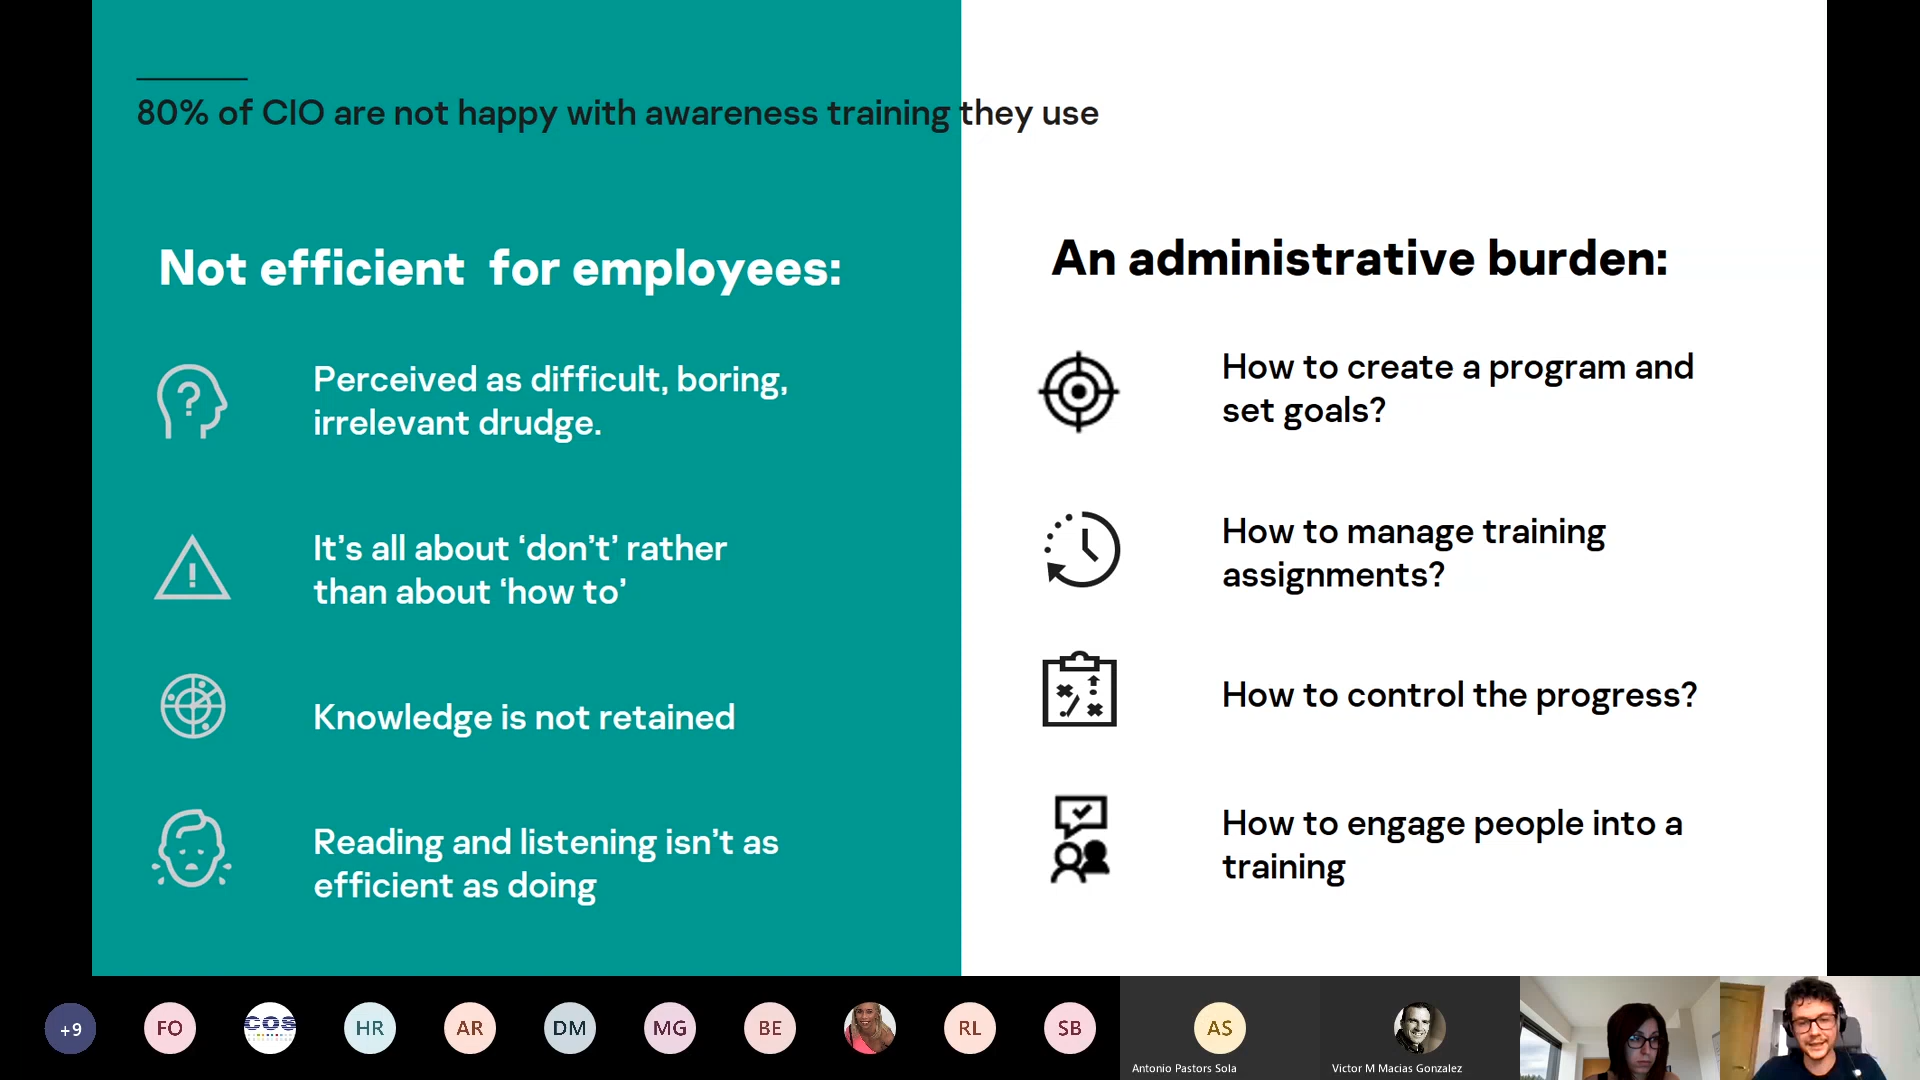 80% of CIO are not happy with awareness training they use
Not efficient for employees:
Perceived as difficult, boring,
irrelevant drudge.
It’s all about ‘don’t’ rather
than about ‘how to’
Knowledge is not retained
Reading and listening isn’t as
efficient as doing
An administrative burden:
How to create a program and
set goals?
How to manage training
assignments?
How to control the progress?
How to engage people into a
training
+9
FO
cos
HR
AR
DM
MG
BE
RL
SB
AS
Antonio Pastors Sola
Victor M Macias Gonzalez